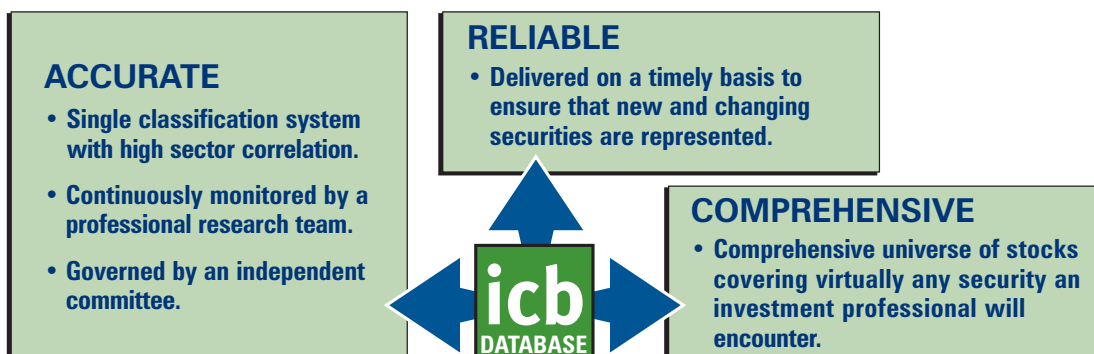 ACCURATE
• Single classification system
with high sector correlation.
• Continuously monitored by a
professional research team.
• Governed by an independent
committee.
RELIABLE
• Delivered on a timely basis to
ensure that new and changing
securities are represented.
COMPREHENSIVE
• Comprehensive universe of stocks
covering virtually any security an
investment professional will
encounter.
icb
DATABASE